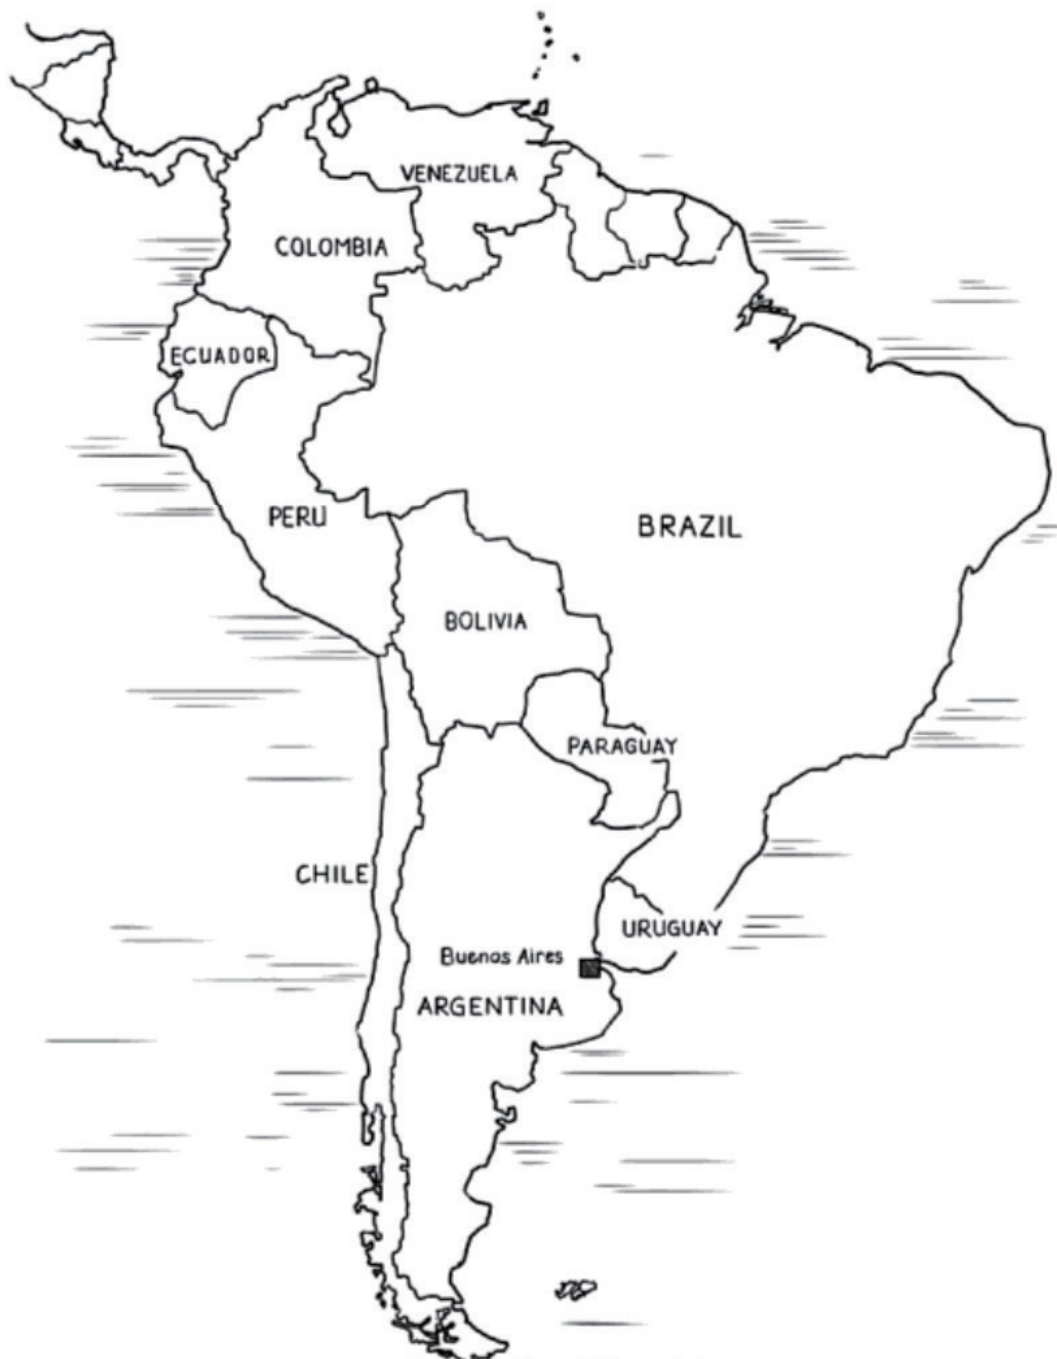 VENEZUELA
COLOMBIA
ECUADOR
PERU
BRAZIL
BOLIVIA
PARAGUAY
CHILE
URUGUAY
Buenos Aires
ARGENTINA